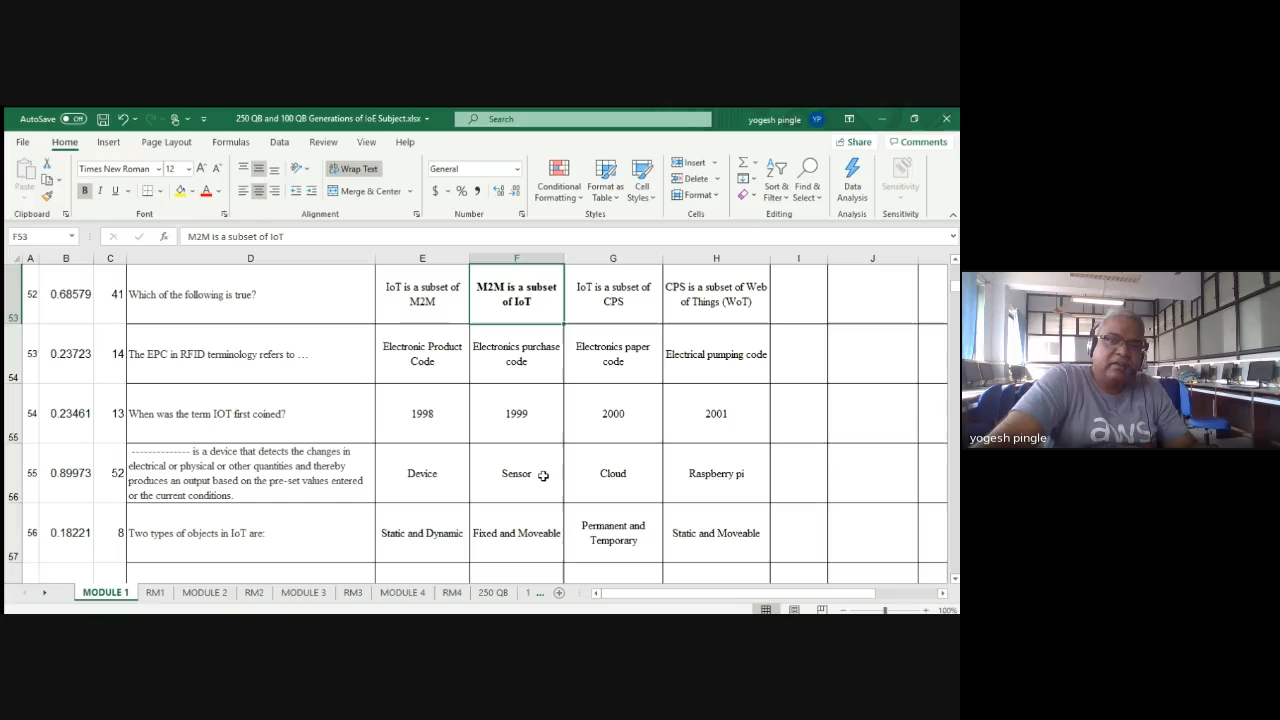 AutoSave Off 250 QB and 100 QB Generations of IoE Subject.xlsx Search yogesh pingle YP
File Home Insert Page Layout Formulas Data Review View Help Share Comments
Paste Times New Roman 12 Wrap Text General Conditional Formatting Format as Table Cell Styles Insert Sort & Filter Find & Select Data Analysis Sensitivity
B I U Merge & Center $ % Delete
Format
Clipboard Font Alignment Number Styles Cells Editing Analysis Sensitivity
F53 fx M2M is a subset of IoT
A B C D E F G H I J
53 52 0.68579 41 Which of the following is true? IoT is a subset of M2M M2M is a subset of IoT IoT is a subset of CPS CPS is a subset of Web of Things (WoT)
54 53 0.23723 14 The EPC in RFID terminology refers to … Electronic Product Code Electronics purchase code Electronics paper code Electrical pumping code
55 54 0.23461 13 When was the term IOT first coined? 1998 1999 2000 2001
56 55 0.89973 52 --------------- is a device that detects the changes in
electrical or physical or other quantities and thereby
produces an output based on the pre-set values entered
or the current conditions. Device Sensor Cloud Raspberry pi
57 56 0.18221 8 Two types of objects in IoT are: Static and Dynamic Fixed and Moveable Permanent and Temporary Static and Moveable
MODULE 1 RM1 MODULE 2 RM2 MODULE 3 RM3 MODULE 4 RM4 250 QB 1 ...
100%
aws
yogesh pingle